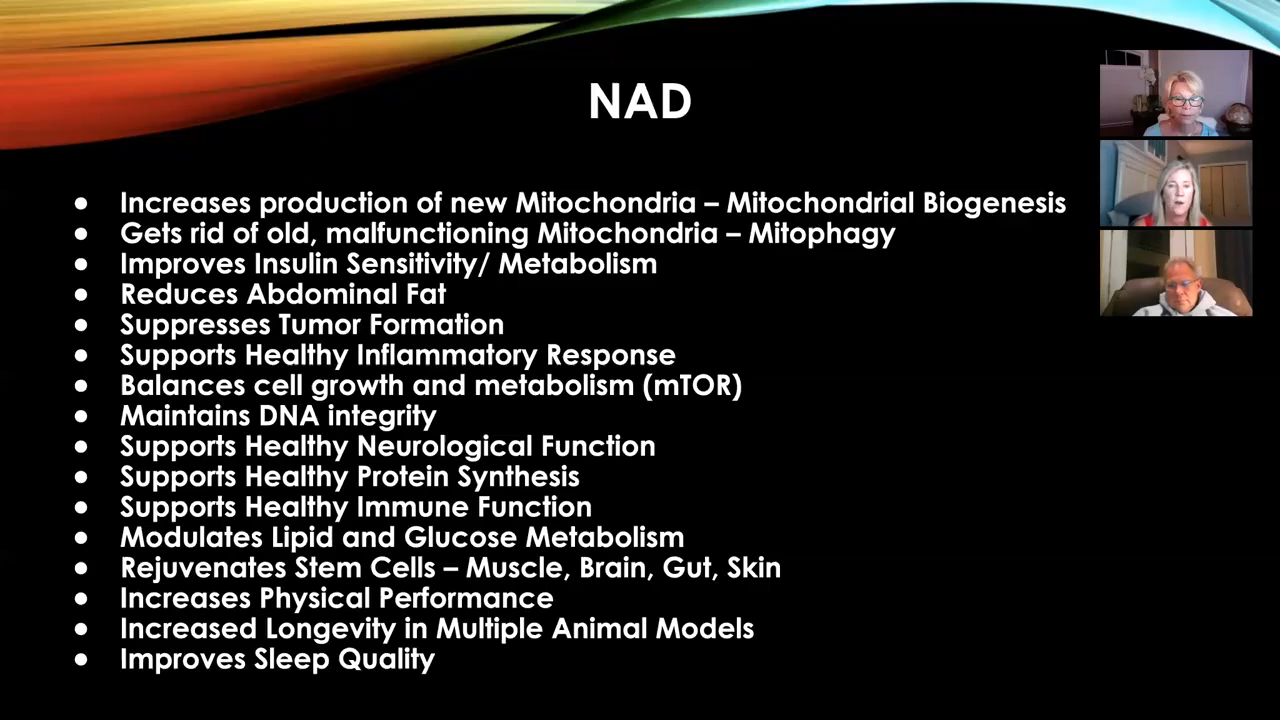 NAD
● Increases production of new Mitochondria – Mitochondrial Biogenesis
● Gets rid of old, malfunctioning Mitochondria – Mitophagy
● Improves Insulin Sensitivity/ Metabolism
● Reduces Abdominal Fat
● Suppresses Tumor Formation
● Supports Healthy Inflammatory Response
● Balances cell growth and metabolism (mTOR)
● Maintains DNA integrity
● Supports Healthy Neurological Function
● Supports Healthy Protein Synthesis
● Supports Healthy Immune Function
● Modulates Lipid and Glucose Metabolism
● Rejuvenates Stem Cells – Muscle, Brain, Gut, Skin
● Increases Physical Performance
● Increased Longevity in Multiple Animal Models
● Improves Sleep Quality